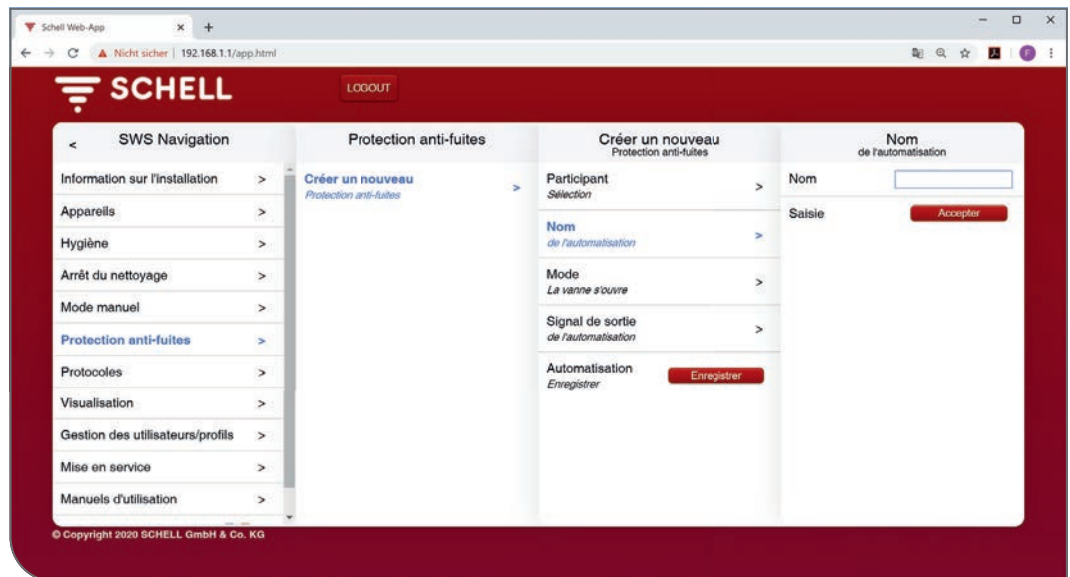 Schell Web-App
Nicht sicher | 192.168.1.1/app.html
F
SCHELL
LOGOUT
< SWS Navigation
Information sur l'installation >
Appareils >
Hygiène >
Arrêt du nettoyage >
Mode manuel >
Protection anti-fuites >
Protocoles >
Visualisation >
Gestion des utilisateurs/profils >
Mise en service >
Manuels d'utilisation >
Protection anti-fuites
Créer un nouveau >
Protection anti-fuites
Créer un nouveau
Protection anti-fuites
Participant >
Sélection
Nom >
de l'automatisation
Mode >
La vanne s'ouvre
Signal de sortie >
de l'automatisation
Automatisation
Enregistrer
Enregistrer
Nom
de l'automatisation
Nom
Saisie
Accepter
© Copyright 2020 SCHELL GmbH & Co. KG